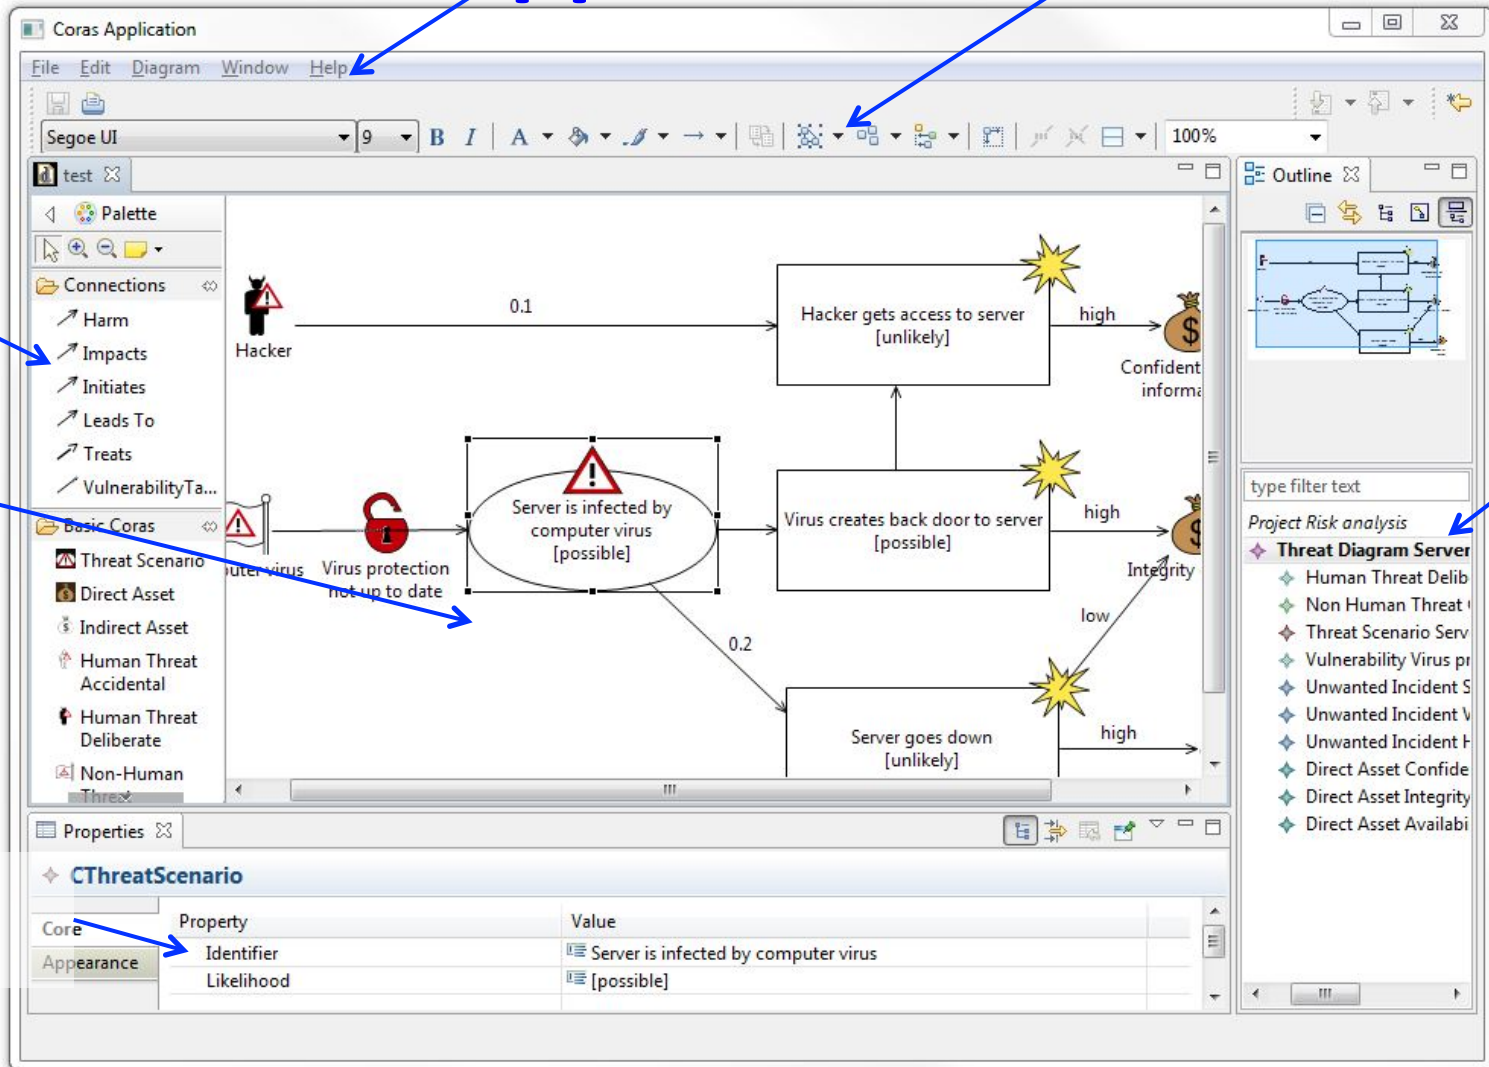 Coras Application
File Edit Diagram Window Help
Segoe UI 9 B I A 100%
test
Palette
Connections
Harm
Impacts
Initiates
Leads To
Treats
VulnerabilityTa...
Basic Coras
Threat Scenario
Direct Asset
Indirect Asset
Human Threat
Accidental
Human Threat
Deliberate
Non-Human
Threat
Hacker
0.1
Hacker gets access to server
[unlikely]
high
Confident
informa
uter virus
Virus protection
not up to date
Server is infected by
computer virus
[possible]
Virus creates back door to server
[possible]
high
Integrity
low
0.2
Server goes down
[unlikely]
high
Outline
type filter text
Project Risk analysis
Threat Diagram Server
Human Threat Delib
Non Human Threat
Threat Scenario Serv
Vulnerability Virus pr
Unwanted Incident S
Unwanted Incident V
Unwanted Incident H
Direct Asset Confide
Direct Asset Integrity
Direct Asset Availabi
Properties
CThreatScenario
Core
Appearance
Property Value
Identifier Server is infected by computer virus
Likelihood [possible]